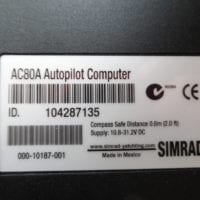 AC80A Autopilot Computer
ID. 104287135
Compass Safe Distance 0.6m (2.0 ft)
Supply: 10.8-31.2V DC
000-10187-001
www.simrad-yachting.com
Made in Mexico
SIMRAD